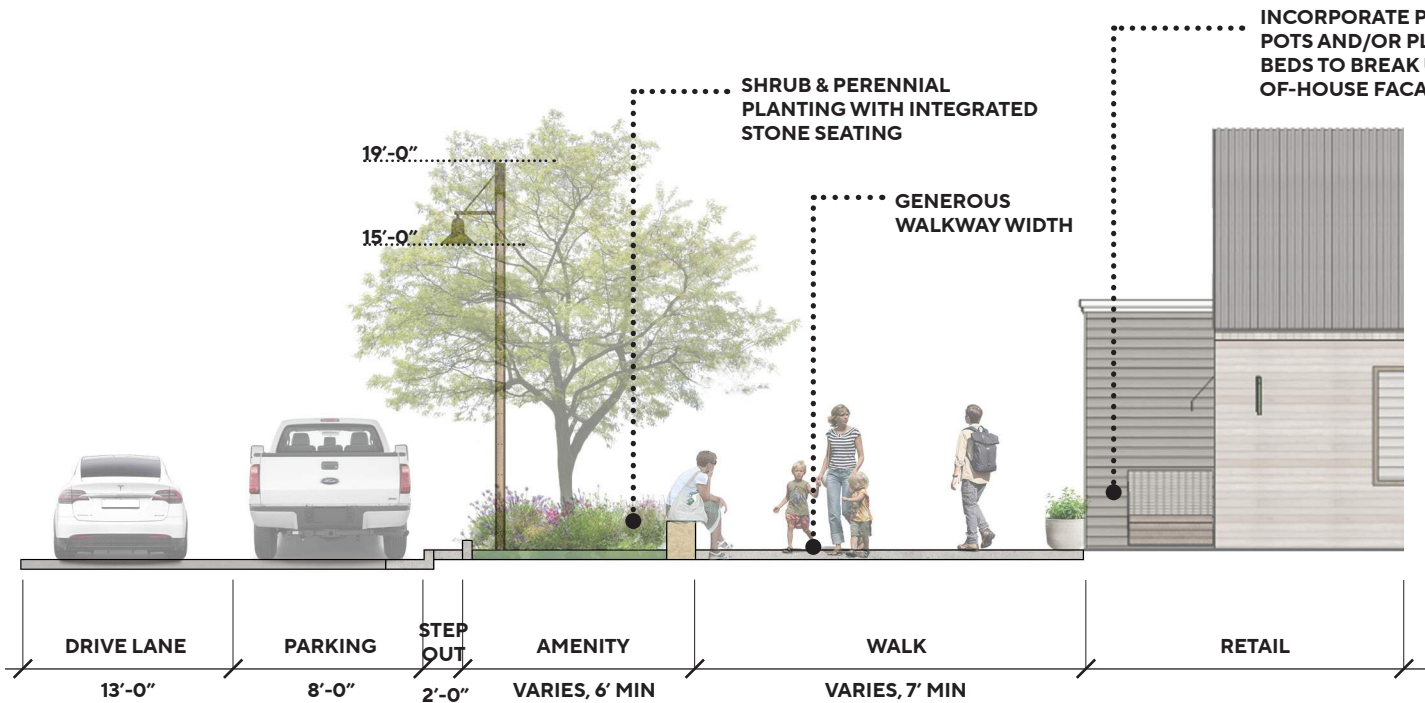 INCORPORATE
POTS AND/OR
BEDS TO BREAK
OF-HOUSE
SHRUB & PERENNIAL
PLANTING WITH INTEGRATED
STONE SEATING
19’-0”
GENEROUS
WALKWAY WIDTH
15’-0”
DRIVE LANE
PARKING
STEP
OUT
AMENITY
WALK
RETAIL
13’-0”
8’-0”
2’-0”
VARIES, 6’ MIN
VARIES, 7’ MIN